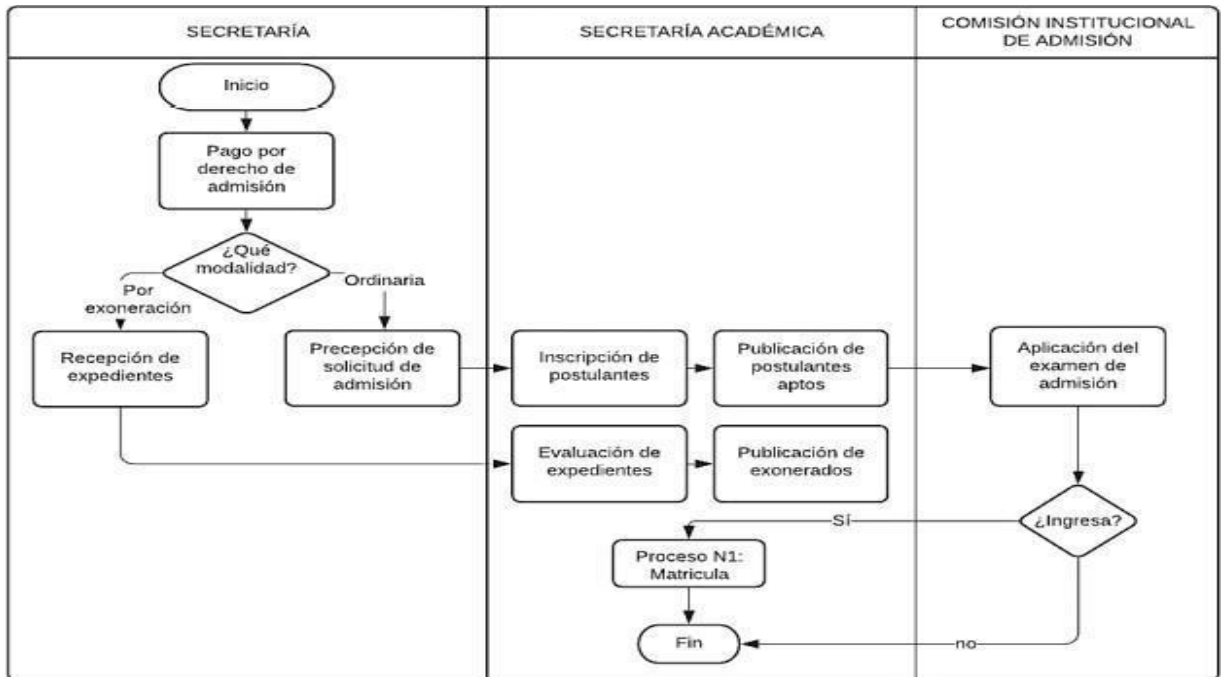 SECRETARÍA
SECRETARÍA ACADÉMICA
COMISIÓN INSTITUCIONAL
DE ADMISIÓN
Inicio
Pago por
derecho de
admisión
¿Qué
modalidad?
Por
exoneración
Ordinaria
Recepción de
expedientes
Precepción de
solicitud de
admisión
Inscripción de
postulantes
Publicación de
postulantes
aptos
Aplicación del
examen de
admisión
Evaluación de
expedientes
Publicación de
exonerados
¿Ingresa?
Sí
Proceso N1:
Matricula
Fin
no